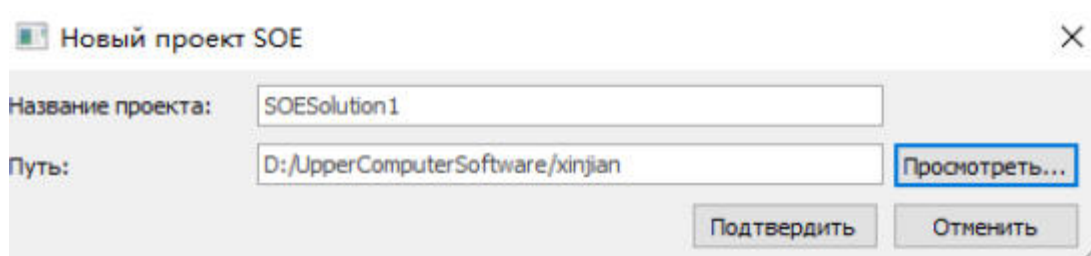 Новый проект SOE
Название проекта: SOESolution1
Путь: D:/UpperComputerSoftware/xinjian Просмотреть...
Подтвердить Отменить